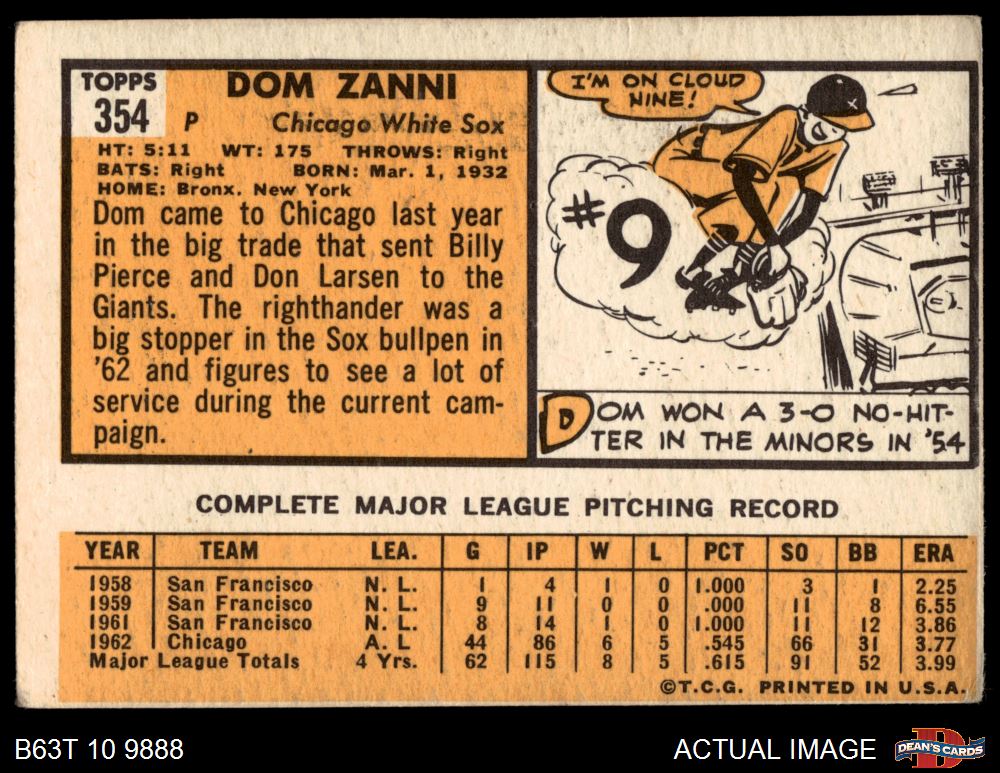 TOPPS
354
DOM ZANNI
P Chicago White Sox
HT: 5:11 WT: 175 THROWS: Right
BATS: Right BORN: Mar. 1, 1932
HOME: Bronx, New York
Dom came to Chicago last year
in the big trade that sent Billy
Pierce and Don Larsen to the
Giants. The righthander was a
big stopper in the Sox bullpen in
'62 and figures to see a lot of
service during the current cam-
paign.
I'M ON CLOUD
NINE!
#9
DOM WON A 3-0 NO-HIT-
TER IN THE MINORS IN '54
COMPLETE MAJOR LEAGUE PITCHING RECORD
YEAR TEAM LEA. G IP W L PCT SO BB ERA
1958 San Francisco N. L. 1 4 1 0 1.000 3 1 2.25
1959 San Francisco N. L. 9 11 0 0 .000 11 8 6.55
1961 San Francisco N. L. 8 14 1 0 1.000 11 12 3.86
1962 Chicago A. L 44 86 6 5 .545 66 31 3.77
Major League Totals 4 Yrs. 62 115 8 5 .615 91 52 3.99
©T.C.G. PRINTED IN U.S.A.
B63T 10 9888
ACTUAL IMAGE
D
DEAN'S CARDS